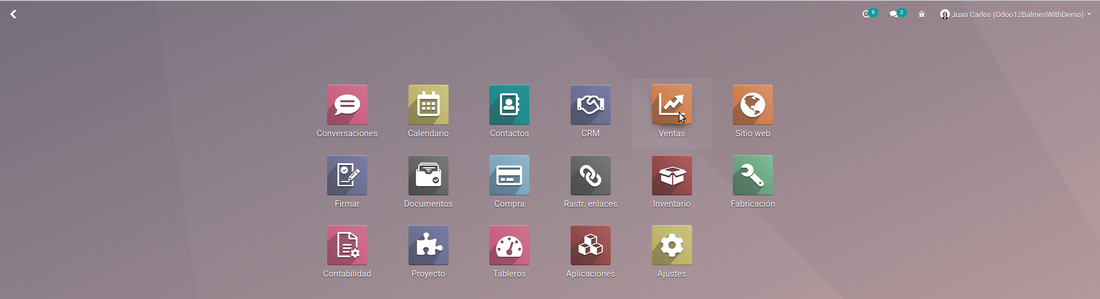 9 2 Juan Carlos (Odoo12BalmesWithDemo)
Conversaciones Calendario Contactos CRM Ventas Sitio web
Firmar Documentos Compra Rastr. enlaces Inventario Fabricación
Contabilidad Proyecto Tableros Aplicaciones Ajustes